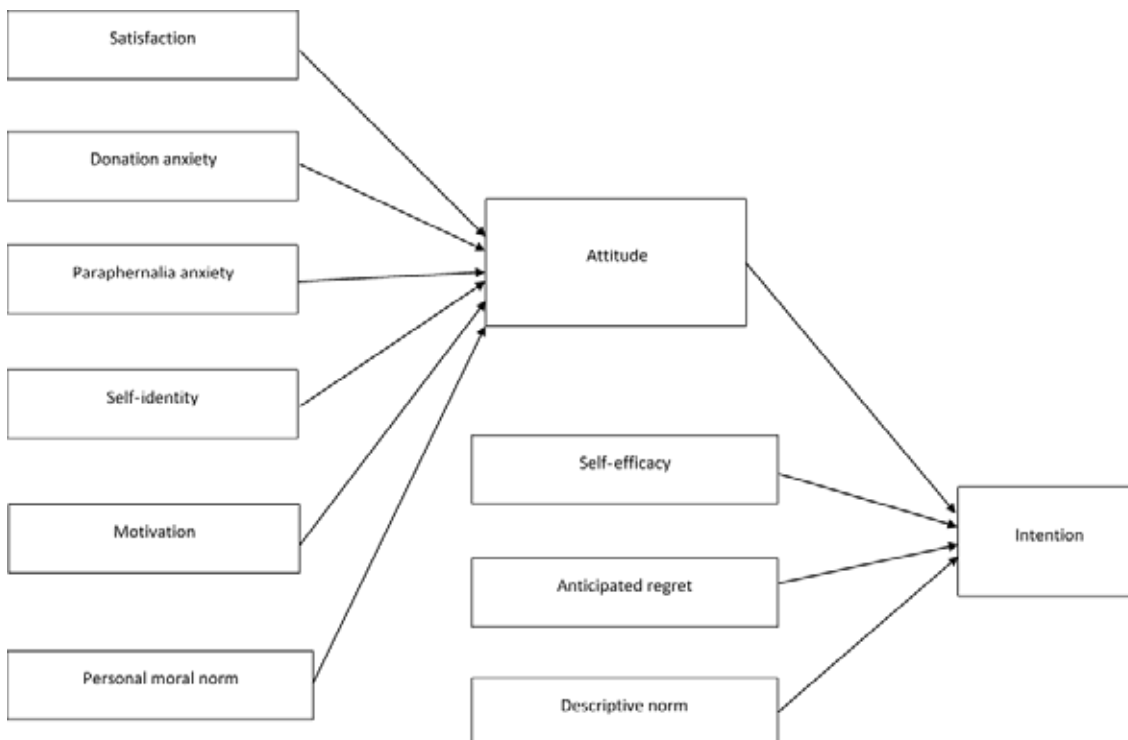 Satisfaction
Donation anxiety
Paraphernalia anxiety
Self-identity
Motivation
Personal moral norm
Attitude
Self-efficacy
Anticipated regret
Descriptive norm
Intention